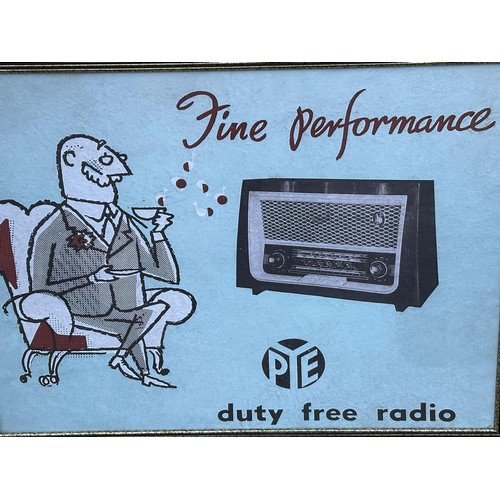 Fine performance
PYE
duty free radio